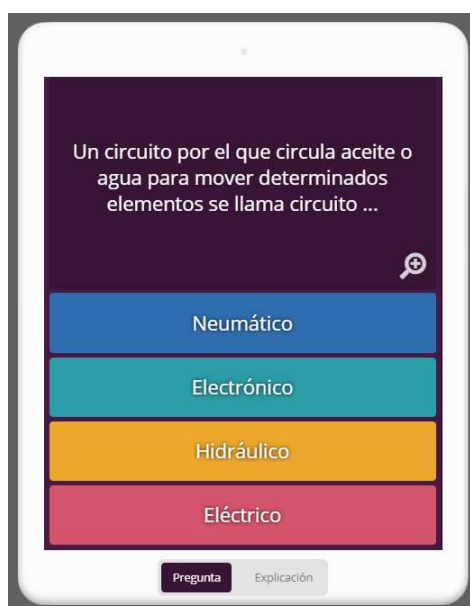 Un circuito por el que circula aceite o
agua para mover determinados
elementos se llama circuito ...
Neumático
Electrónico
Hidráulico
Eléctrico
Pregunta
Explicación